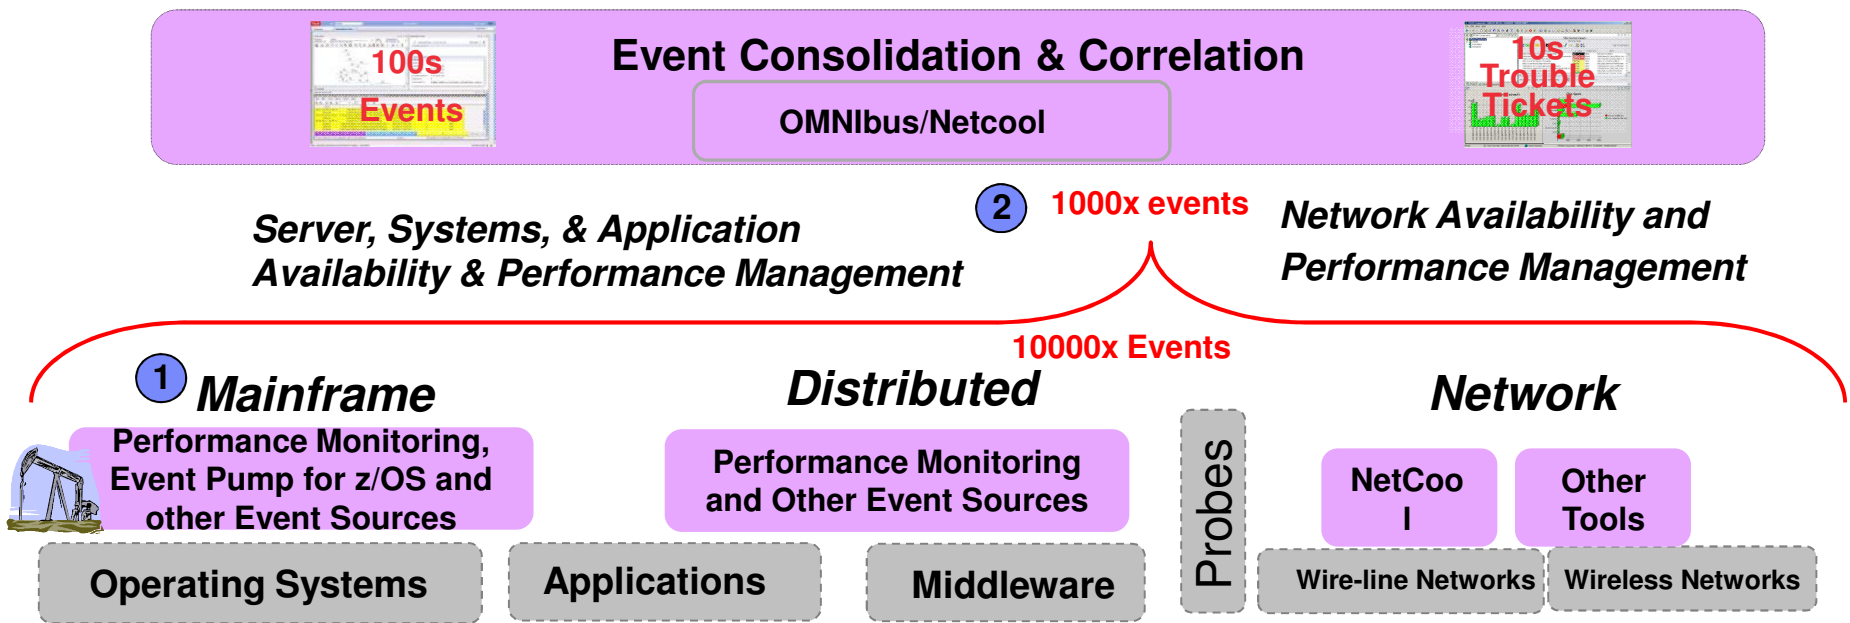 Event Consolidation & Correlation
100s
Events
OMNIbus/Netcool
10s
Trouble
Tickets
Server, Systems, & Application
Availability & Performance Management
2
1000x events
Network Availability and
Performance Management
10000x Events
1
Mainframe
Distributed
Network
Performance Monitoring,
Event Pump for z/OS and
other Event Sources
Performance Monitoring
and Other Event Sources
Probes
NetCoo
l
Other
Tools
Operating Systems
Applications
Middleware
Wire-line Networks
Wireless Networks